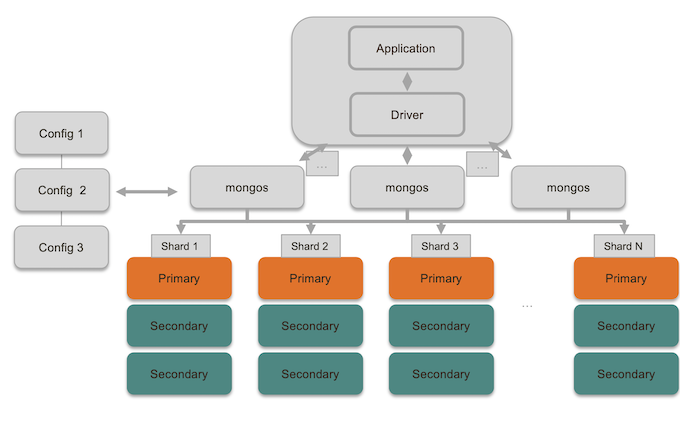 Application
Driver
Config 1
Config 2
Config 3
...
...
mongos
mongos
mongos
Shard 1
Shard 2
Shard 3
Shard N
Primary
Primary
Primary
Primary
...
Secondary
Secondary
Secondary
Secondary
Secondary
Secondary
Secondary
Secondary